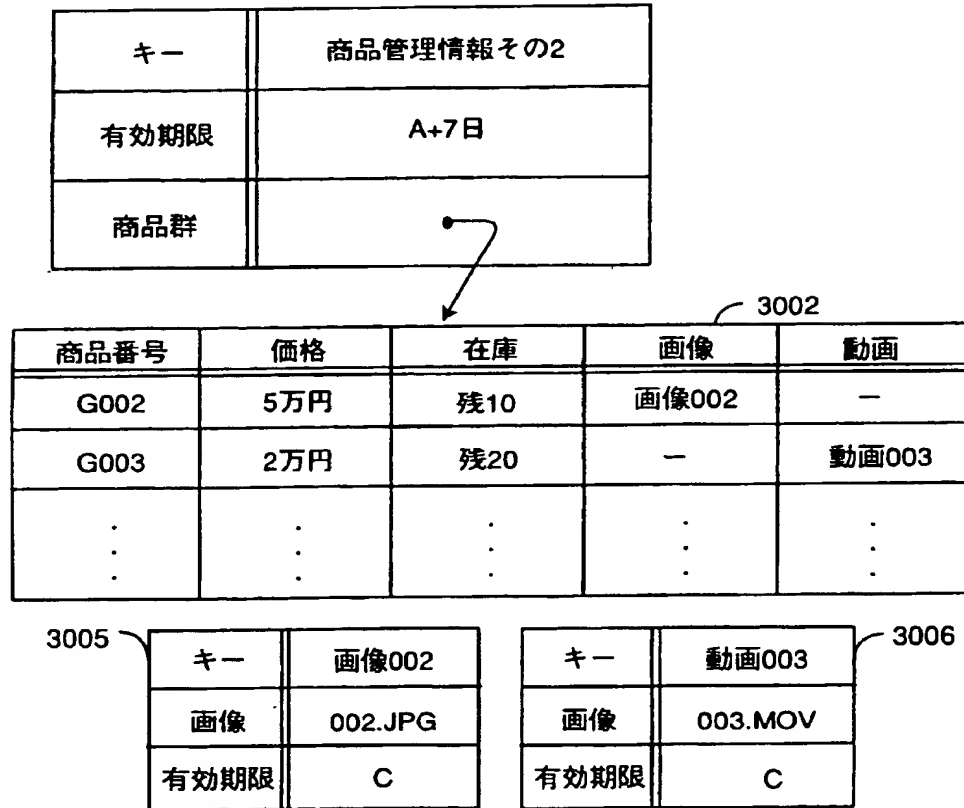 キー 商品管理情報その2
有効期限 A+7日
商品群
3002
商品番号 価格 在庫 画像 動画
G002 5万円 残10 画像002 ー
G003 2万円 残20 ー 動画003
3005
キー 画像002
画像 002.JPG
有効期限 C
3006
キー 動画003
画像 003.MOV
有効期限 C